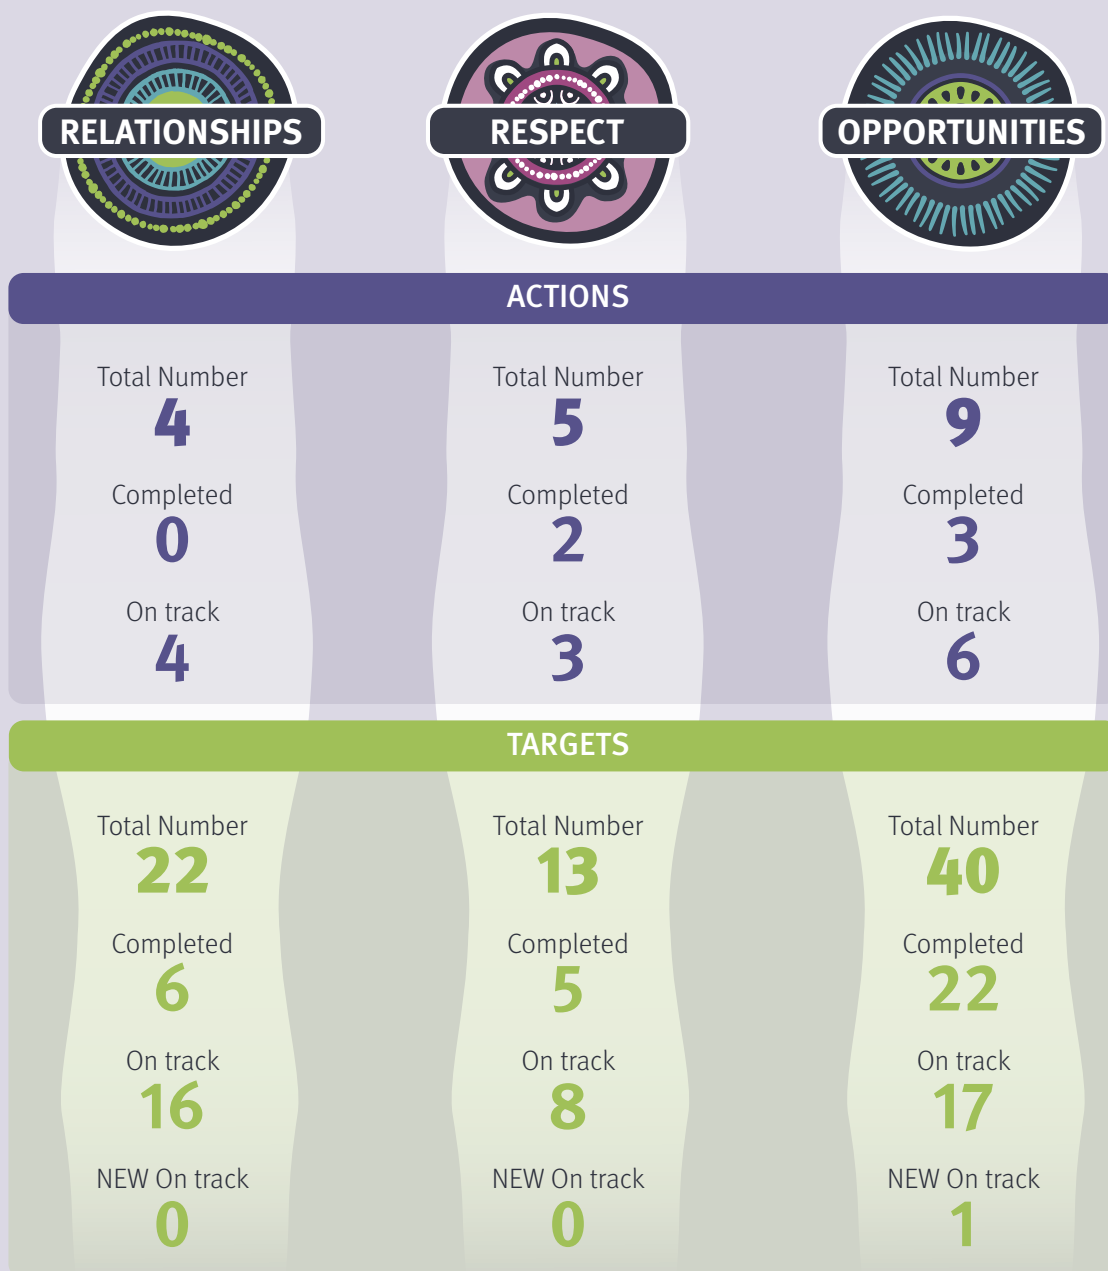 RELATIONSHIPS
RESPECT
OPPORTUNITIES
ACTIONS
Total Number
4
Total Number
5
Total Number
9
Completed
0
Completed
2
Completed
3
On track
4
On track
3
On track
6
TARGETS
Total Number
22
Total Number
13
Total Number
40
Completed
6
Completed
5
Completed
22
On track
16
On track
8
On track
17
NEW On track
0
NEW On track
0
NEW On track
1